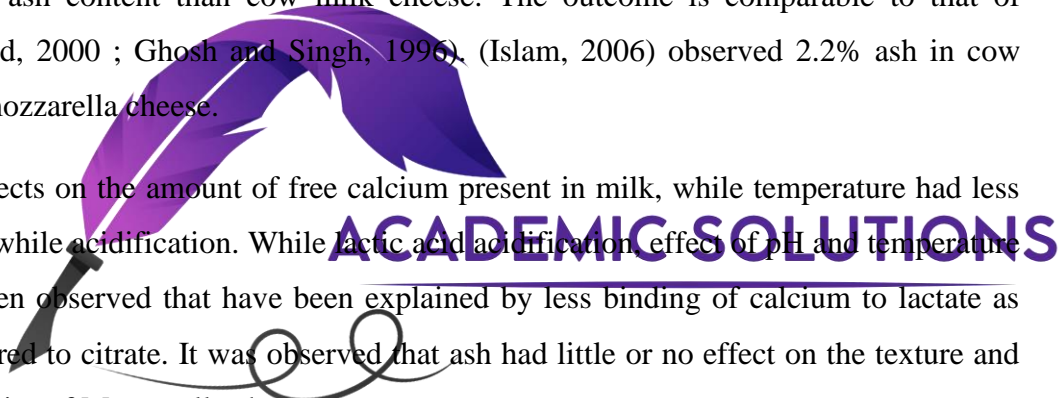 ash content than cow milk cheese. The outcome is comparable to that of
d, 2000 ; Ghosh and Singh, 1996). (Islam, 2006) observed 2.2% ash in cow
mozzarella cheese.
ects on the amount of free calcium present in milk, while temperature had less
while acidification. While lactic acid acidification, effect of pH and temperature
ACADEMIC SOLUTIONS
en observed that have been explained by less binding of calcium to lactate as
red to citrate. It was observed that ash had little or no effect on the texture and